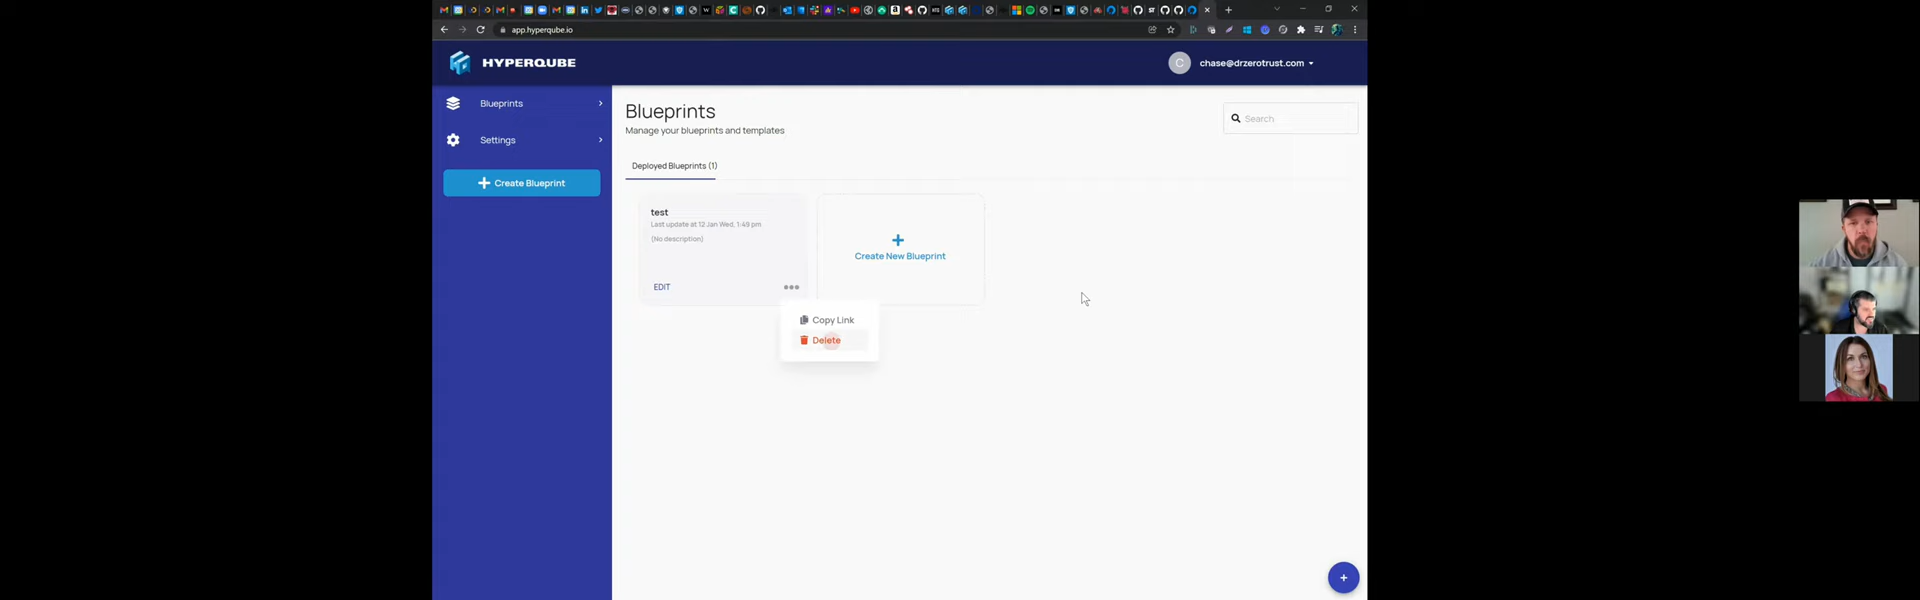 app.hyperqube.io
HYPERQUBE
chase@drzerotrust.com
Blueprints
Settings
Create Blueprint
Blueprints
Manage your blueprints and templates
Search
Deployed Blueprints (1)
test
Last update at 12 Jan Wed, 1:49 pm
(No description)
EDIT
Create New Blueprint
Copy Link
Delete